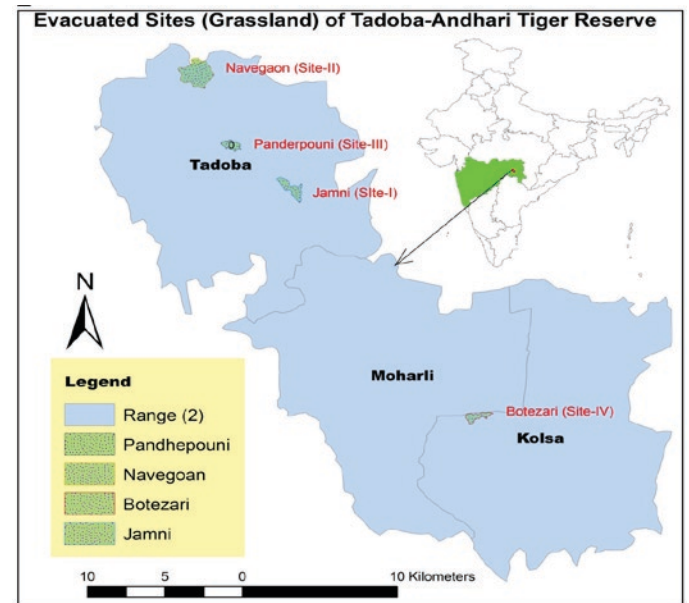 Evacuated Sites (Grassland) of Tadoba-Andhari Tiger Reserve
Navegaon (Site-II)
Panderpouni (Site-III)
Tadoba
Jamni (SIte-I)
N
Moharli
Botezari (Site-IV)
Kolsa
Legend
Range (2)
Pandhepouni
Navegoan
Botezari
Jamni
10 5 0 10 Kilometers